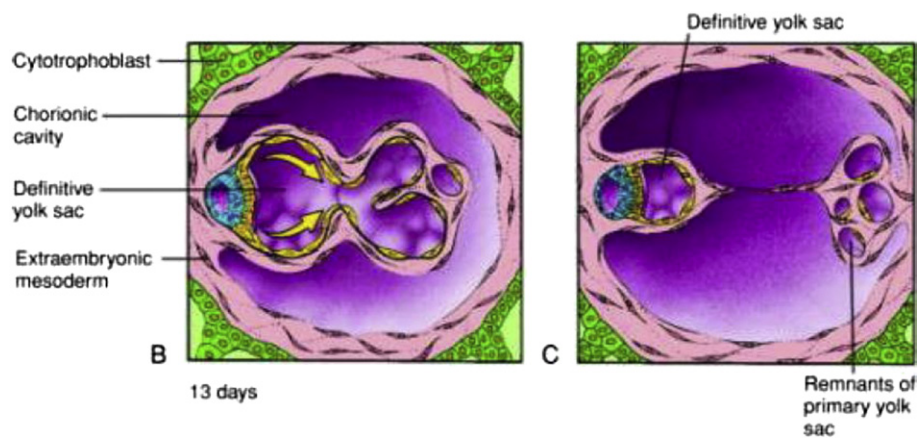 Definitive yolk sac
Cytotrophoblast
Chorionic
cavity
Definitive
yolk sac
Extraembryonic
mesoderm
B
C
13 days
Remnants of
primary yolk
sac